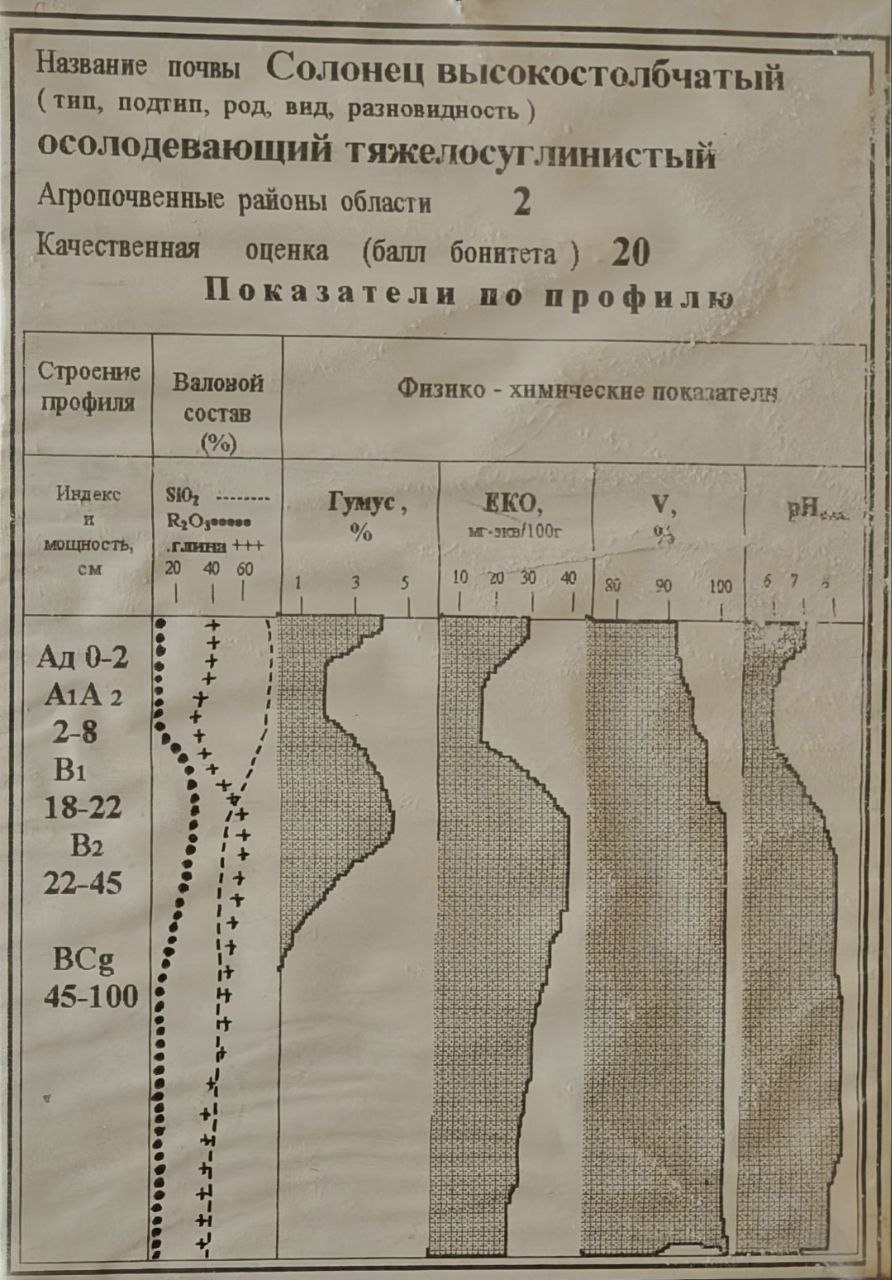 Название почвы Солонец высокостолбчатый
( тип, подтип, род, вид, разновидность )
осолодевающий тяжелосуглинистый
Агропочвенные районы области 2
Качественная оценка (балл бонитета ) 20
Показатели по профилю
Строение
профиля
Валовой
состав
(%)
Физико - химические показатели
Индекс
и
мощность,
см
SiO₂ --------
R₂O₃•••••
.глина +++
20 40 60
Гумус ,
%
1 3 5
ЕКО,
мг-экв/100г
10 20 30 40
V,
%
80 90 100
pH
6 7
Ад 0-2
А1А 2
2-8
В1
18-22
В2
22-45
ВСg
45-100